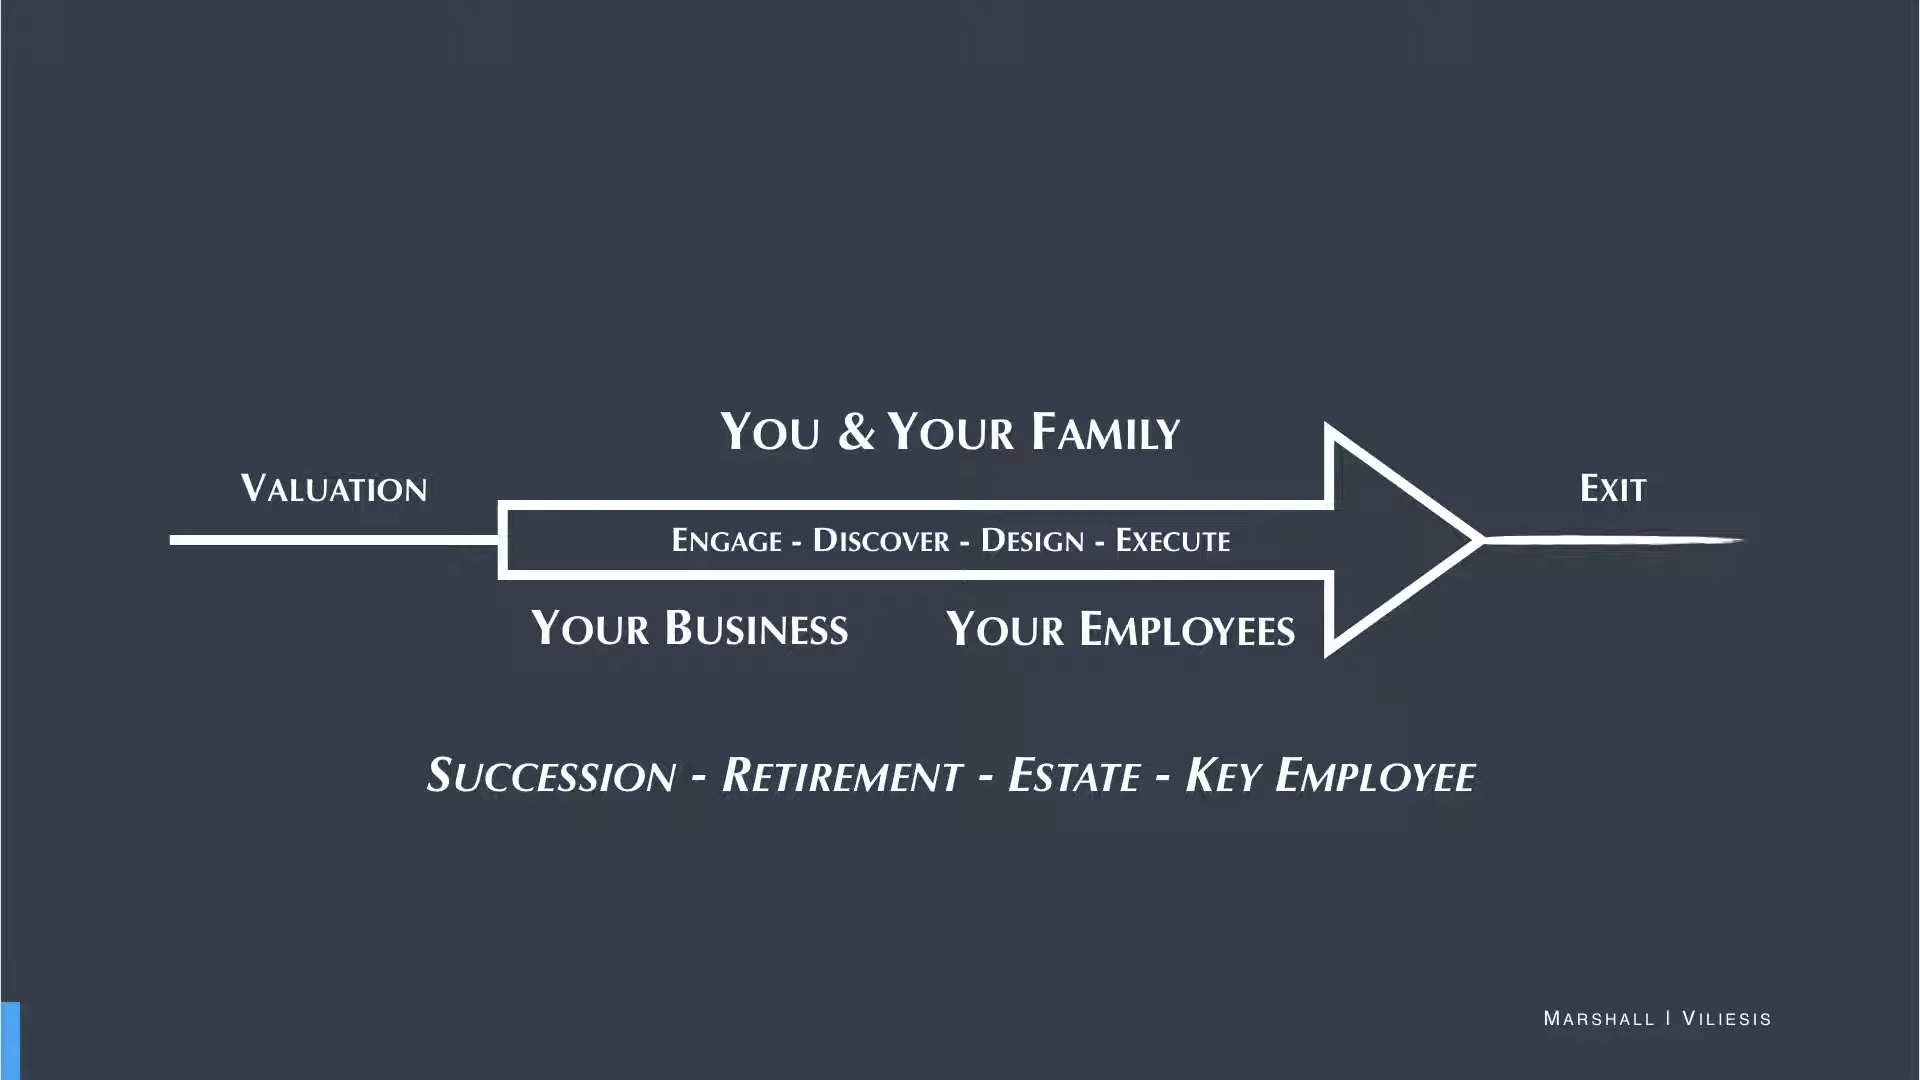 You & Your Family
Valuation
Exit
Engage - Discover - Design - Execute
Your Business
Your Employees
Succession - Retirement - Estate - Key Employee
Marshall | Viliesis